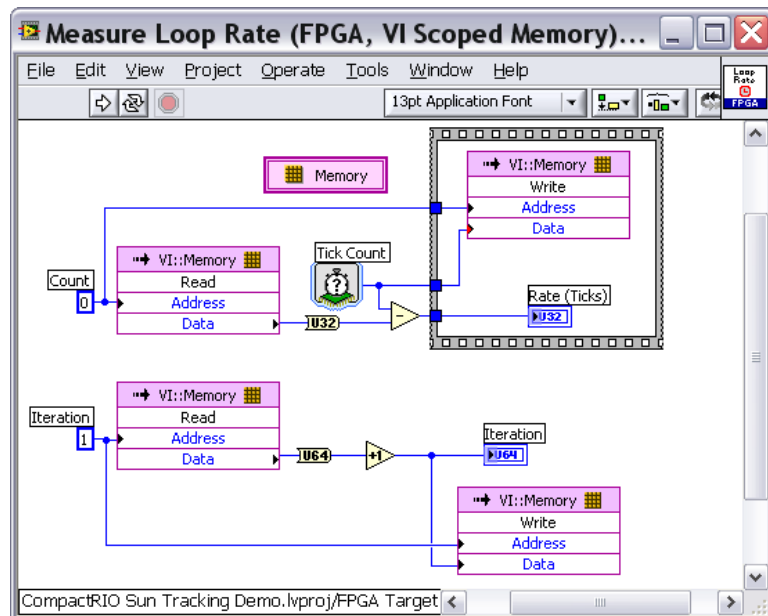 Measure Loop Rate (FPGA, VI Scoped Memory)...
File Edit View Project Operate Tools Window Help
Loop
Rate
FPGA
13pt Application Font
Memory
VI::Memory
Write
Address
Data
Tick Count
?
Rate (Ticks)
U32
VI::Memory
Read
Address
Data
Count
0
U32
-
VI::Memory
Read
Address
Data
Iteration
1
U64
+1
Iteration
U64
VI::Memory
Write
Address
Data
CompactRIO Sun Tracking Demo.lvproj/FPGA Target